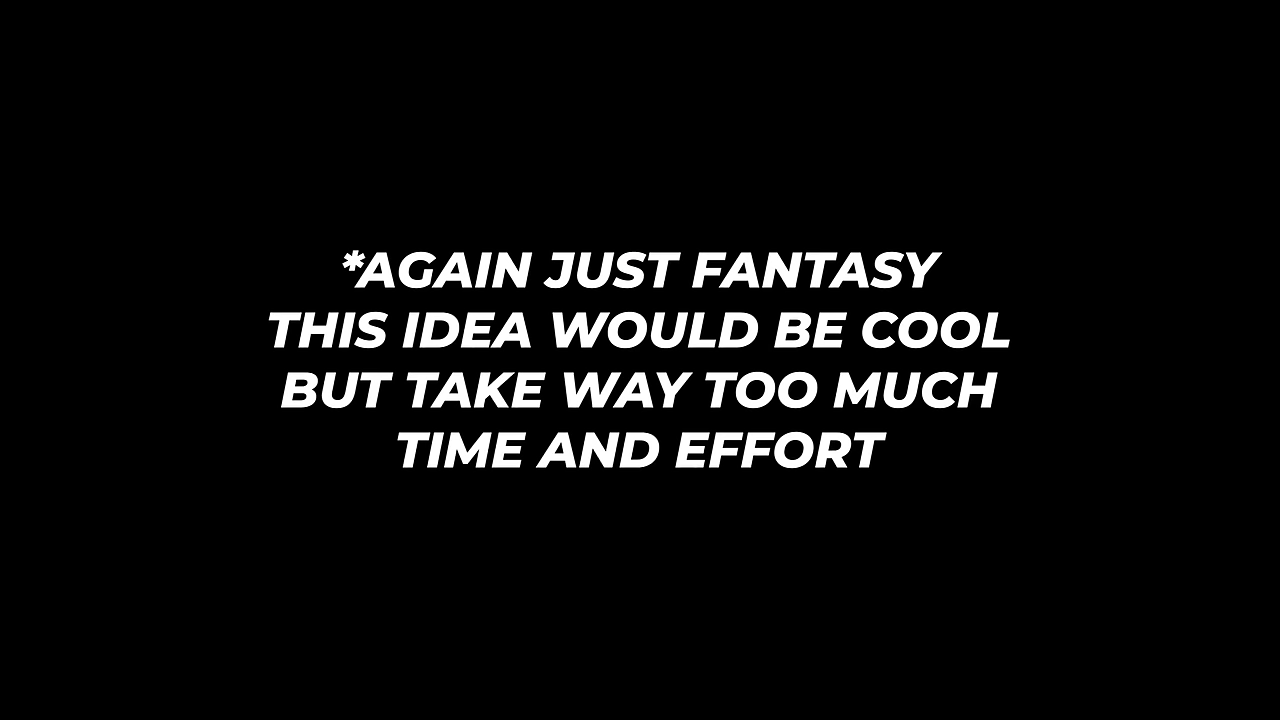 *AGAIN JUST FANTASY
THIS IDEA WOULD BE COOL
BUT TAKE WAY TOO MUCH
TIME AND EFFORT